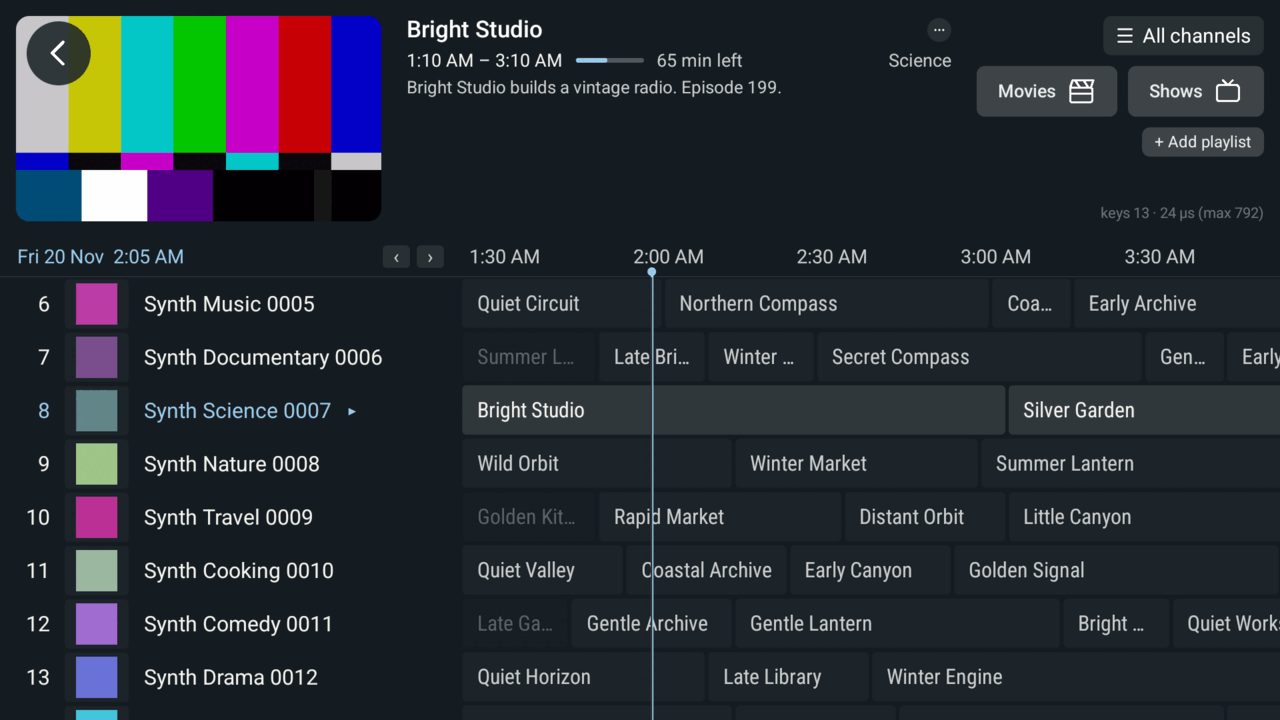 Bright Studio
...
☰ All channels
1:10 AM – 3:10 AM 65 min left Science
Bright Studio builds a vintage radio. Episode 199.
Movies
Shows
+ Add playlist
keys 13 · 24 µs (max 792)
Fri 20 Nov 2:05 AM ‹ › 1:30 AM 2:00 AM 2:30 AM 3:00 AM 3:30 AM
6 Synth Music 0005 Quiet Circuit Northern Compass Coa… Early Archive
7 Synth Documentary 0006 Summer L… Late Bri… Winter … Secret Compass Gen… Early
8 Synth Science 0007 ▸ Bright Studio Silver Garden
9 Synth Nature 0008 Wild Orbit Winter Market Summer Lantern
10 Synth Travel 0009 Golden Kit… Rapid Market Distant Orbit Little Canyon
11 Synth Cooking 0010 Quiet Valley Coastal Archive Early Canyon Golden Signal
12 Synth Comedy 0011 Late Ga… Gentle Archive Gentle Lantern Bright … Quiet Works
13 Synth Drama 0012 Quiet Horizon Late Library Winter Engine